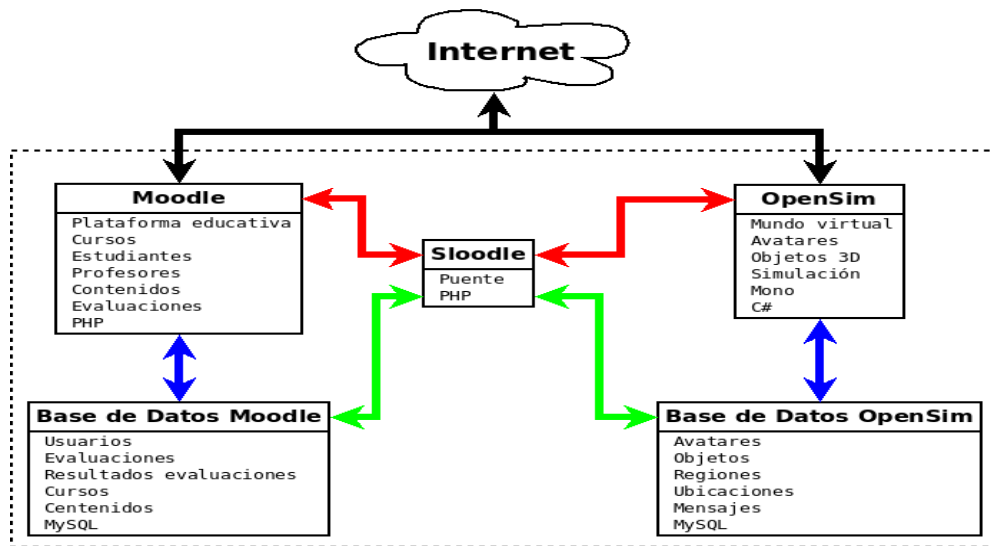 Internet
Moodle
Plataforma educativa
Cursos
Estudiantes
Profesores
Contenidos
Evaluaciones
PHP
Sloodle
Puente
PHP
OpenSim
Mundo virtual
Avatares
Objetos 3D
Simulación
Mono
C#
Base de Datos Moodle
Usuarios
Evaluaciones
Resultados evaluaciones
Cursos
Centenidos
MySQL
Base de Datos OpenSim
Avatares
Objetos
Regiones
Ubicaciones
Mensajes
MySQL